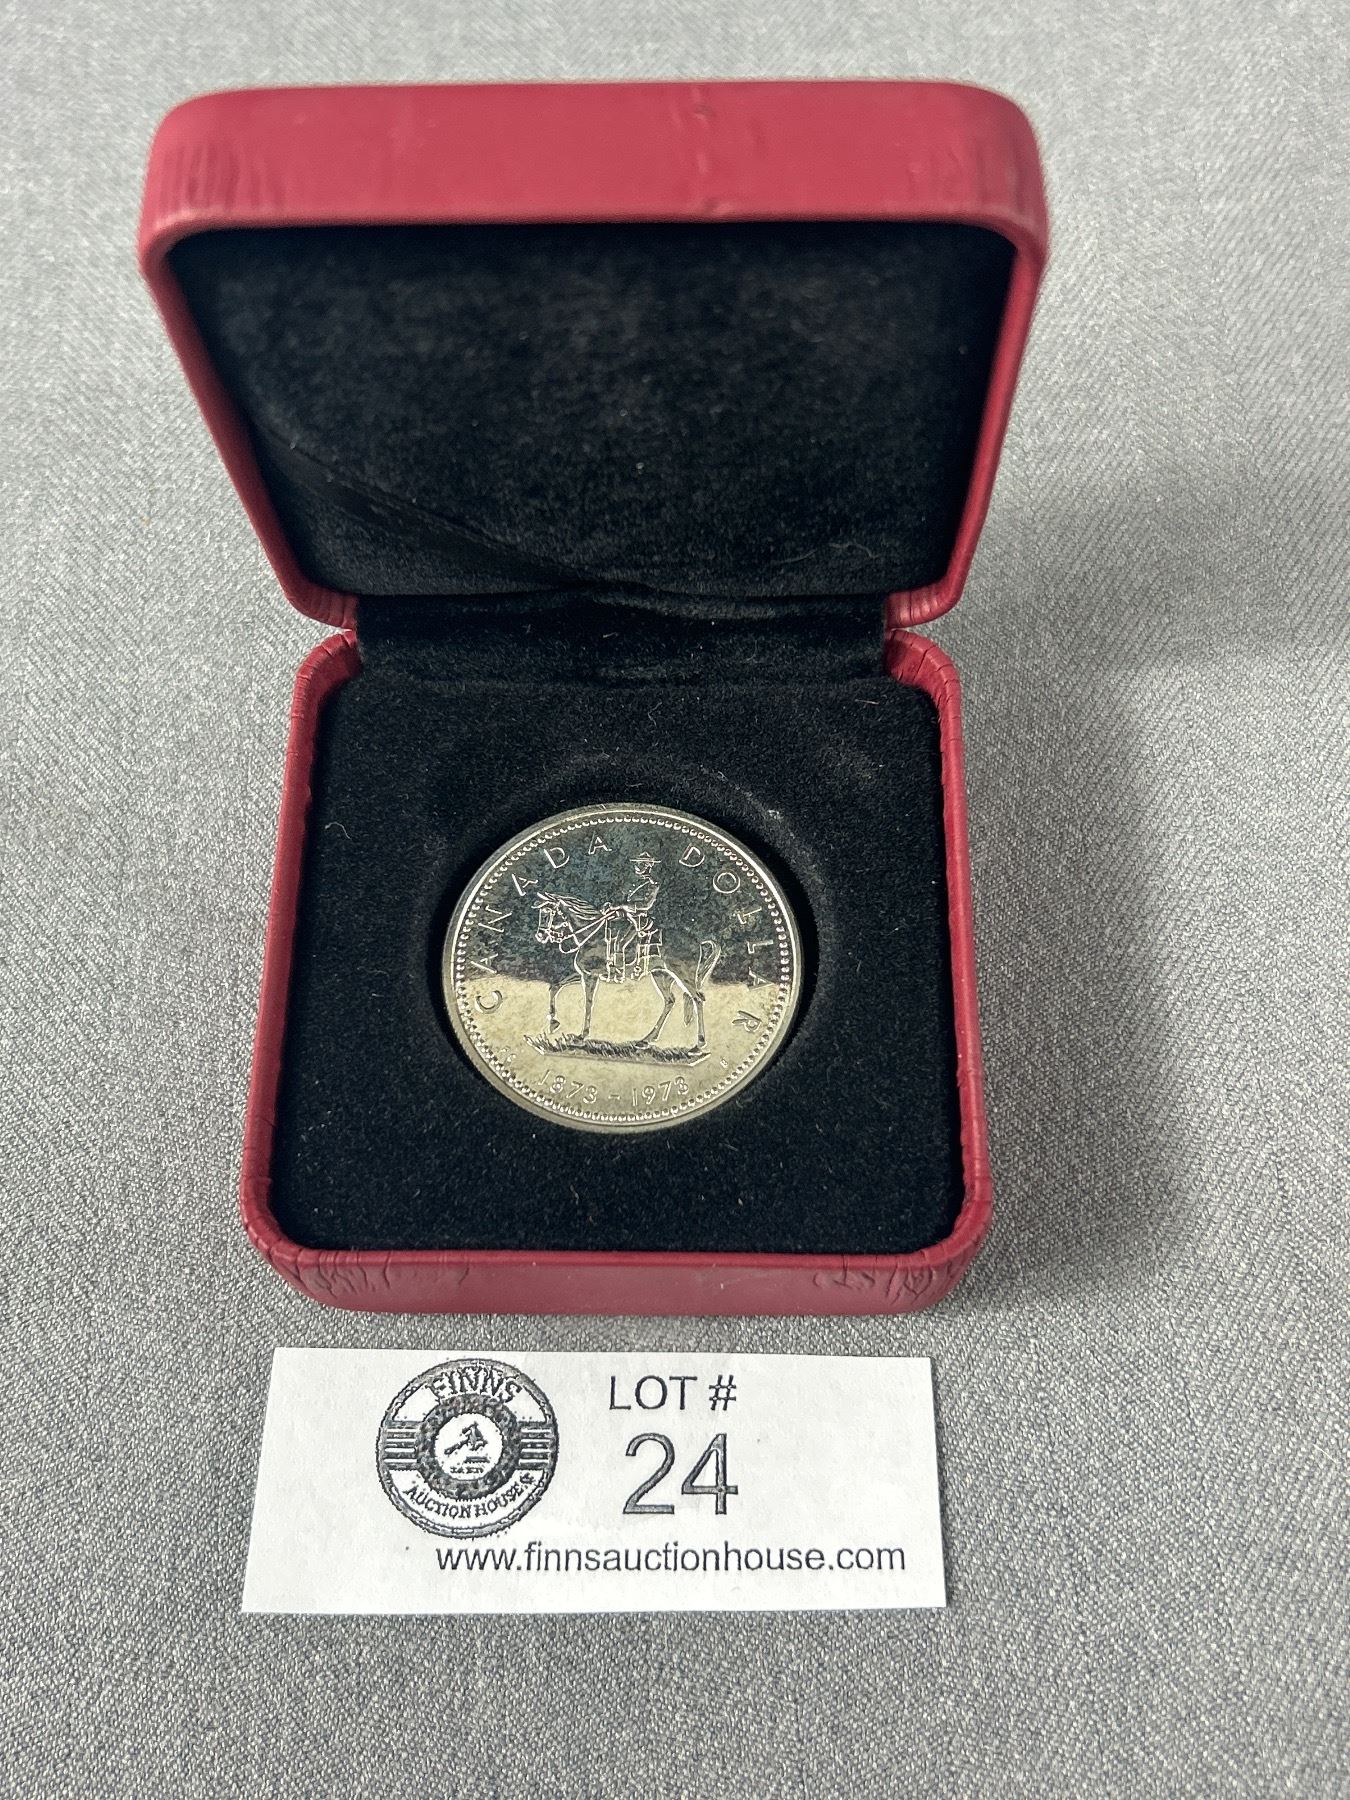 CANADA DOLLAR
1873 - 1973
FINNS
AUCTION HOUSE
LOT #
24
www.finnsauctionhouse.com